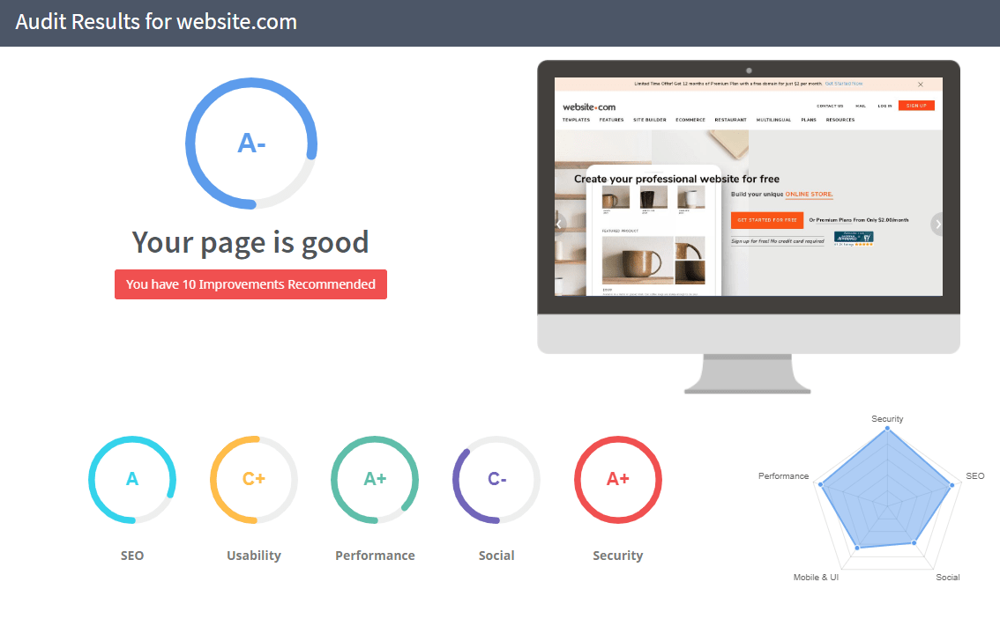 Audit Results for website.com
A-
Your page is good
You have 10 Improvements Recommended
Limited Time Offer! Get 12 months of Premium Plan with a free domain for just $2 per month. Get Started Now
website.com
CONTACT US MAIL LOG IN SIGN UP
TEMPLATES FEATURES SITE BUILDER ECOMMERCE RESTAURANT MULTILINGUAL PLANS RESOURCES
Create your professional website for free
Build your unique ONLINE STORE.
GET STARTED FOR FREE Or Premium Plans From Only $2.00/month
Sign up for free! No credit card required
FEATURED PRODUCT
A
SEO
C+
Usability
A+
Performance
C-
Social
A+
Security
Security
Performance
SEO
Mobile & UI
Social